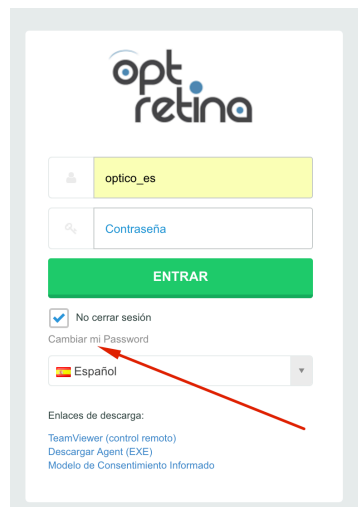 opt
retina
optico_es
Contraseña
ENTRAR
No cerrar sesión
Cambiar mi Password
Español
Enlaces de descarga:
TeamViewer (control remoto)
Descargar Agent (EXE)
Modelo de Consentimiento Informado